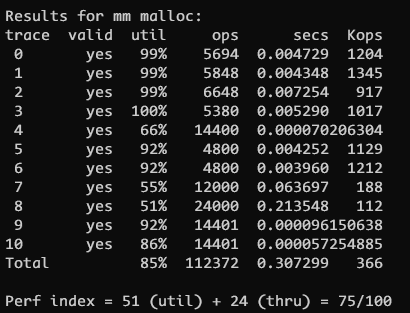 Results for mm malloc:
trace  valid  util     ops      secs  Kops
 0       yes   99%    5694  0.004729  1204
 1       yes   99%    5848  0.004348  1345
 2       yes   99%    6648  0.007254   917
 3       yes  100%    5380  0.005290  1017
 4       yes   66%   14400  0.000070206304
 5       yes   92%    4800  0.004252  1129
 6       yes   92%    4800  0.003960  1212
 7       yes   55%   12000  0.063697   188
 8       yes   51%   24000  0.213548   112
 9       yes   92%   14401  0.000096150638
10       yes   86%   14401  0.000057254885
Total          85%  112372  0.307299   366
Perf index = 51 (util) + 24 (thru) = 75/100